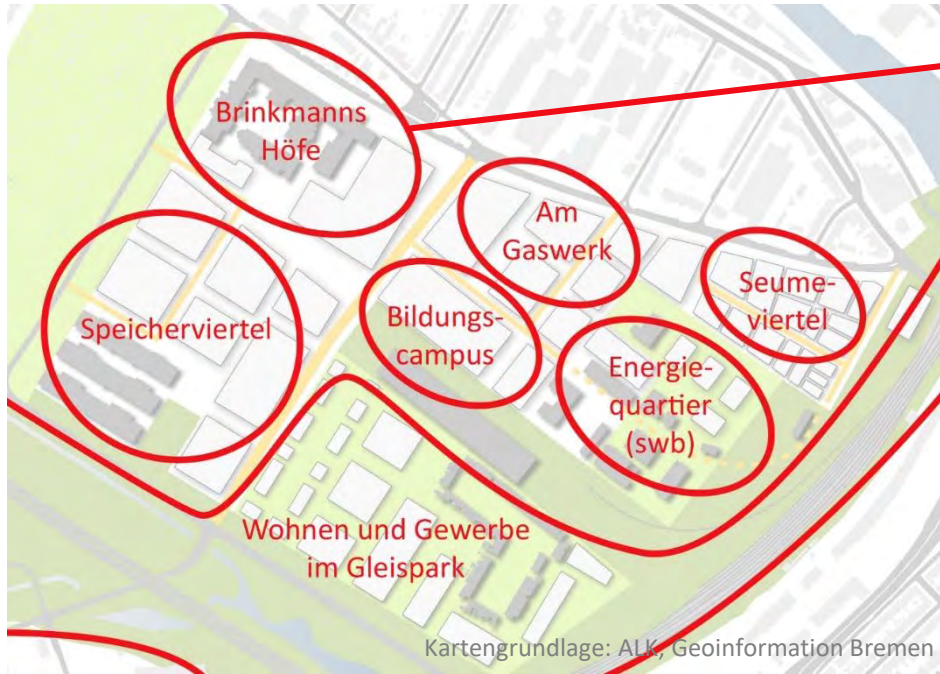 Brinkmanns
Höfe
Am
Gaswerk
Seume-
viertel
Speicherviertel
Bildungs-
campus
Energie-
quartier
(swb)
Wohnen und Gewerbe
im Gleispark
Kartengrundlage: ALK, Geoinformation Bremen